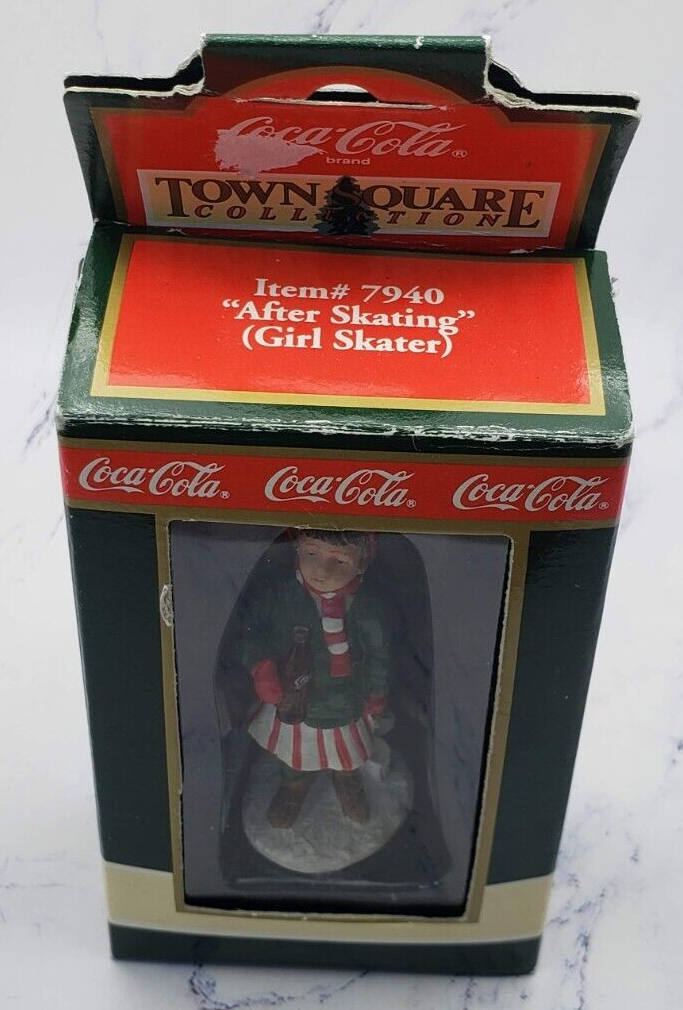 Coca-Cola®
brand
TOWN SQUARE
COLLECTION
Item# 7940
“After Skating”
(Girl Skater)
Coca-Cola® Coca-Cola® Coca-Cola®